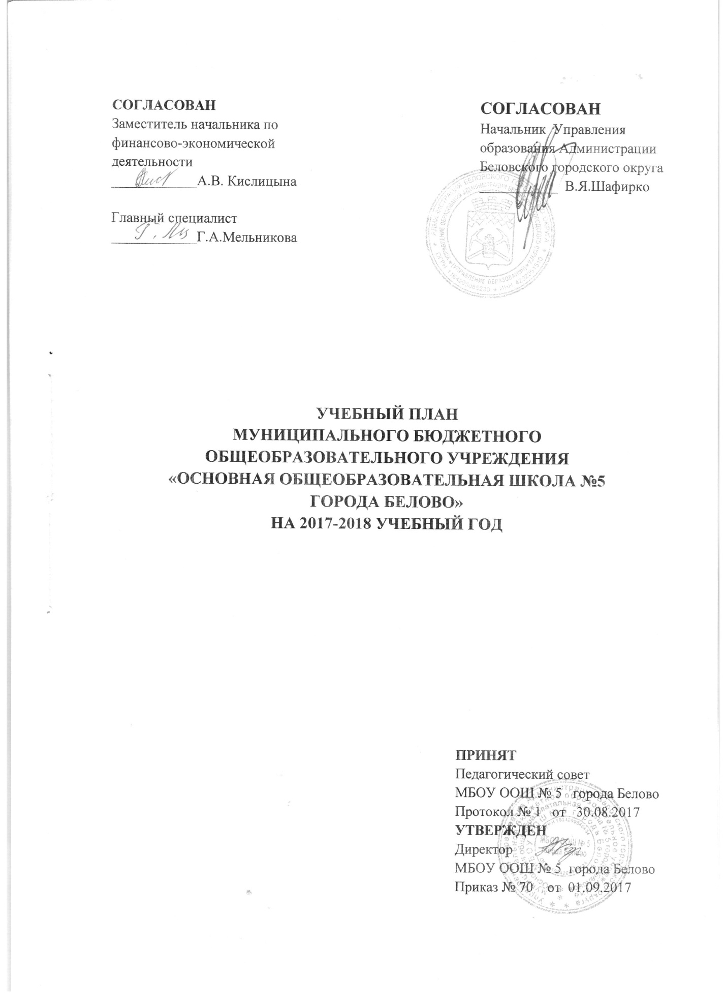 СОГЛАСОВАН
Заместитель начальника по
финансово-экономической
деятельности
____________А.В. Кислицына
Главный специалист
____________Г.А.Мельникова
СОГЛАСОВАН
Начальник Управления
образования Администрации
Беловского городского округа
___________ В.Я.Шафирко
УЧЕБНЫЙ ПЛАН
МУНИЦИПАЛЬНОГО БЮДЖЕТНОГО
ОБЩЕОБРАЗОВАТЕЛЬНОГО УЧРЕЖДЕНИЯ
«ОСНОВНАЯ ОБЩЕОБРАЗОВАТЕЛЬНАЯ ШКОЛА №5
ГОРОДА БЕЛОВО»
НА 2017-2018 УЧЕБНЫЙ ГОД
ПРИНЯТ
Педагогический совет
МБОУ ООШ № 5 города Белово
Протокол № 1 от 30.08.2017
УТВЕРЖДЕН
Директор
МБОУ ООШ № 5 города Белово
Приказ № 70 от 01.09.2017